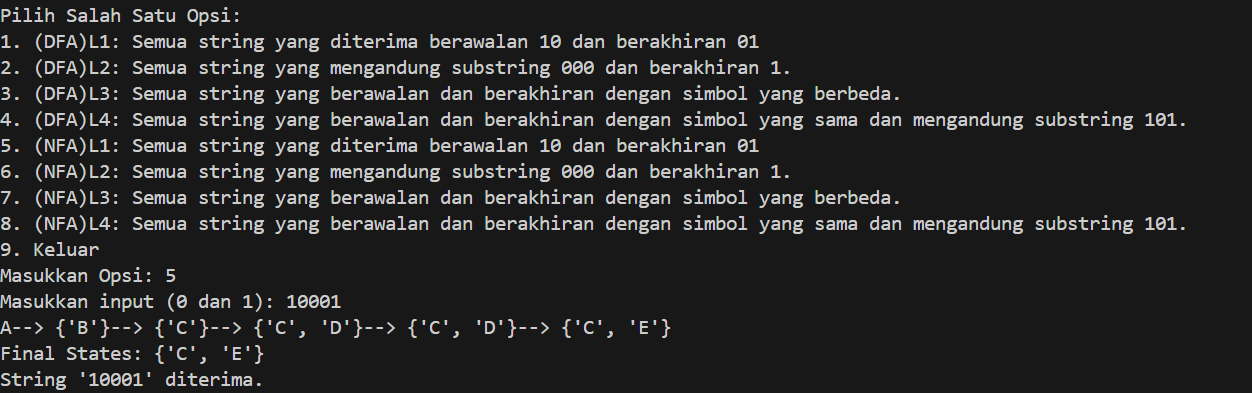 Pilih Salah Satu Opsi:
1. (DFA)L1: Semua string yang diterima berawalan 10 dan berakhiran 01
2. (DFA)L2: Semua string yang mengandung substring 000 dan berakhiran 1.
3. (DFA)L3: Semua string yang berawalan dan berakhiran dengan simbol yang berbeda.
4. (DFA)L4: Semua string yang berawalan dan berakhiran dengan simbol yang sama dan mengandung substring 101.
5. (NFA)L1: Semua string yang diterima berawalan 10 dan berakhiran 01
6. (NFA)L2: Semua string yang mengandung substring 000 dan berakhiran 1.
7. (NFA)L3: Semua string yang berawalan dan berakhiran dengan simbol yang berbeda.
8. (NFA)L4: Semua string yang berawalan dan berakhiran dengan simbol yang sama dan mengandung substring 101.
9. Keluar
Masukkan Opsi: 5
Masukkan input (0 dan 1): 10001
A--> {'B'}--> {'C'}--> {'C', 'D'}--> {'C', 'D'}--> {'C', 'E'}
Final States: {'C', 'E'}
String '10001' diterima.